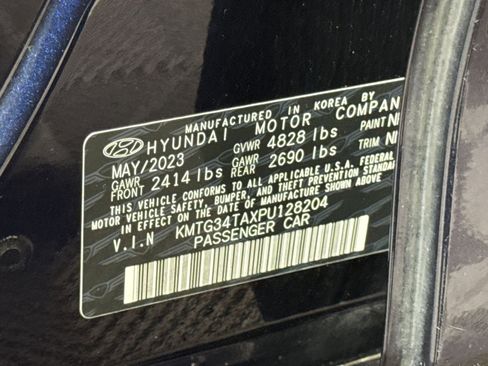 MANUFACTURED IN KOREA BY
HYUNDAI MOTOR COMPAN
MAY/2023 GVWR 4828 lbs PAINT
GAWR FRONT 2414 lbs GAWR REAR 2690 lbs TRIM
THIS VEHICLE CONFORMS TO ALL APPLICABLE U.S.A. FEDERAL
MOTOR VEHICLE SAFETY, BUMPER, AND THEFT PREVENTION STANDA
IN EFFECT ON THE DATE OF MANUFACTURE SHOWN ABOVE
V.I.N KMTG34TAXPU128204
PASSENGER CAR